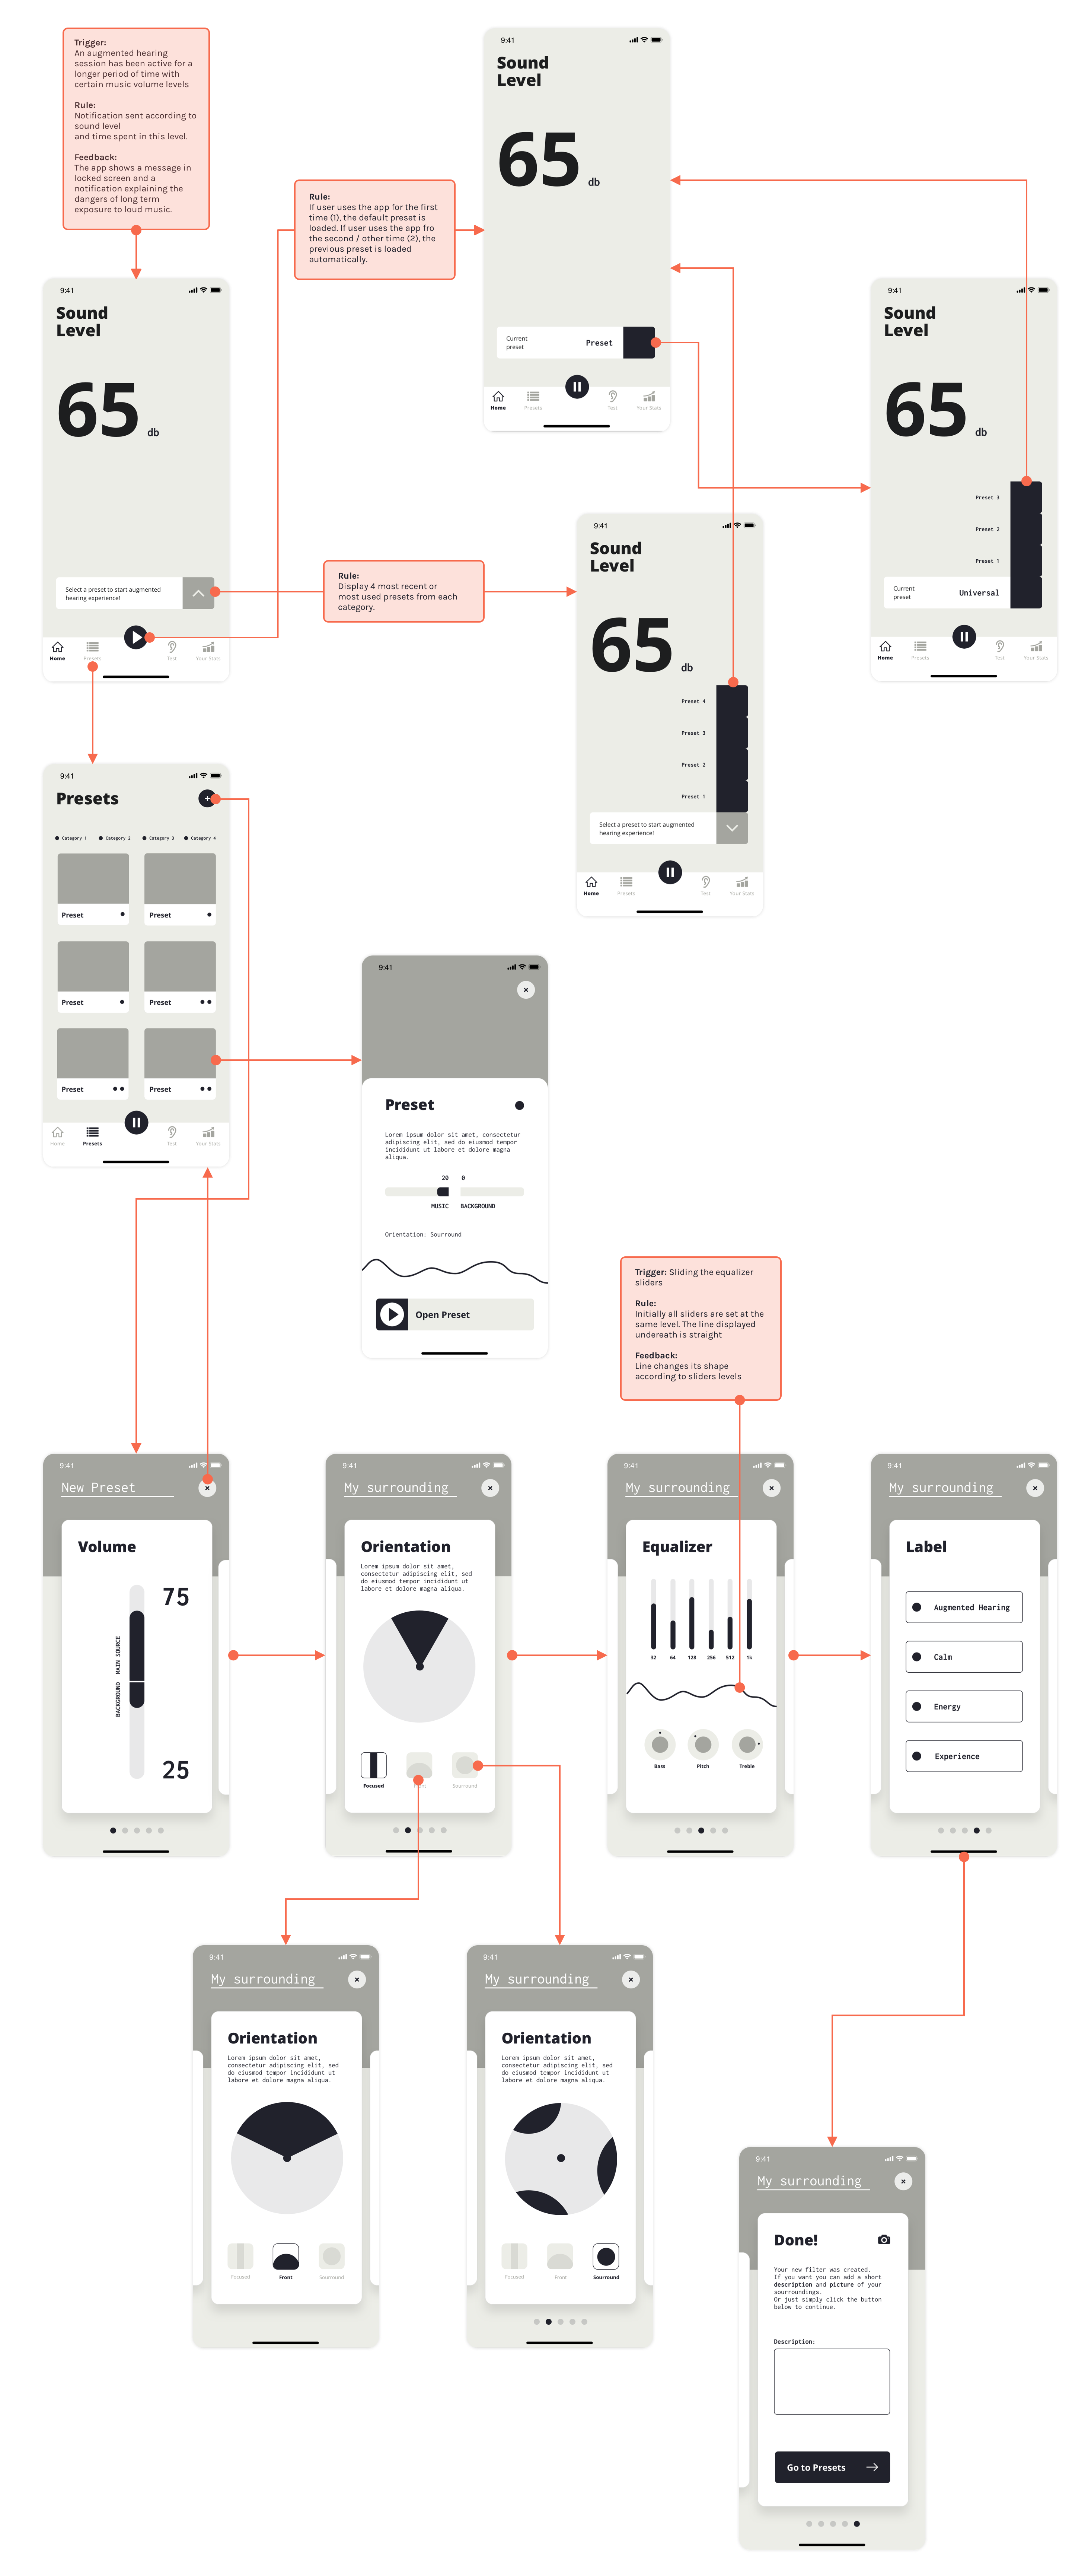 Trigger:
An augmented hearing
session has been active for a
longer period of time with
certain music volume levels
Rule:
Notification sent according to
sound level
and time spent in this level.
Feedback:
The app shows a message in
locked screen and a
notification explaining the
dangers of long term
exposure to loud music.
9:41
Sound
Level
65 db
Current
preset
Preset
Home Presets Test Your Stats
Rule:
If user uses the app for the first
time (1), the default preset is
loaded. If user uses the app fro
the second / other time (2), the
previous preset is loaded
automatically.
9:41
Sound
Level
65 db
Select a preset to start augmented
hearing experience!
Home Presets Test Your Stats
9:41
Sound
Level
65 db
Preset 3
Preset 2
Preset 1
Current
preset
Universal
Home Presets Test Your Stats
Rule:
Display 4 most recent or
most used presets from each
category.
9:41
Sound
Level
65 db
Preset 4
Preset 3
Preset 2
Preset 1
Select a preset to start augmented
hearing experience!
Home Presets Test Your Stats
9:41
Presets
+
Category 1 Category 2 Category 3 Category 4
Preset Preset
Preset Preset
Preset Preset
Home Presets Test Your Stats
9:41
Preset
Lorem ipsum dolor sit amet, consectetur
adipiscing elit, sed do eiusmod tempor
incididunt ut labore et dolore magna
aliqua.
20 0
MUSIC BACKGROUND
Orientation: Sourround
Open Preset
Trigger: Sliding the equalizer
sliders
Rule:
Initially all sliders are set at the
same level. The line displayed
undereath is straight
Feedback:
Line changes its shape
according to sliders levels
9:41
New Preset
Volume
75
BACKGROUND MAIN SOURCE
25
9:41
My surrounding
Orientation
Lorem ipsum dolor sit amet,
consectetur adipiscing elit, sed
do eiusmod tempor incididunt ut
labore et dolore magna aliqua.
Focused Sourround
9:41
My surrounding
Equalizer
32 64 128 256 512 1k
Bass Pitch Treble
9:41
My surrounding
Label
Augmented Hearing
Calm
Energy
Experience
9:41
My surrounding
Orientation
Lorem ipsum dolor sit amet,
consectetur adipiscing elit, sed
do eiusmod tempor incididunt ut
labore et dolore magna aliqua.
Focused Front Sourround
9:41
My surrounding
Orientation
Lorem ipsum dolor sit amet,
consectetur adipiscing elit, sed
do eiusmod tempor incididunt ut
labore et dolore magna aliqua.
Focused Front Sourround
9:41
My surrounding
Done!
Your new filter was created.
If you want you can add a short
description and picture of your
sourroundings.
Or just simply click the button
below to continue.
Description:
Go to Presets